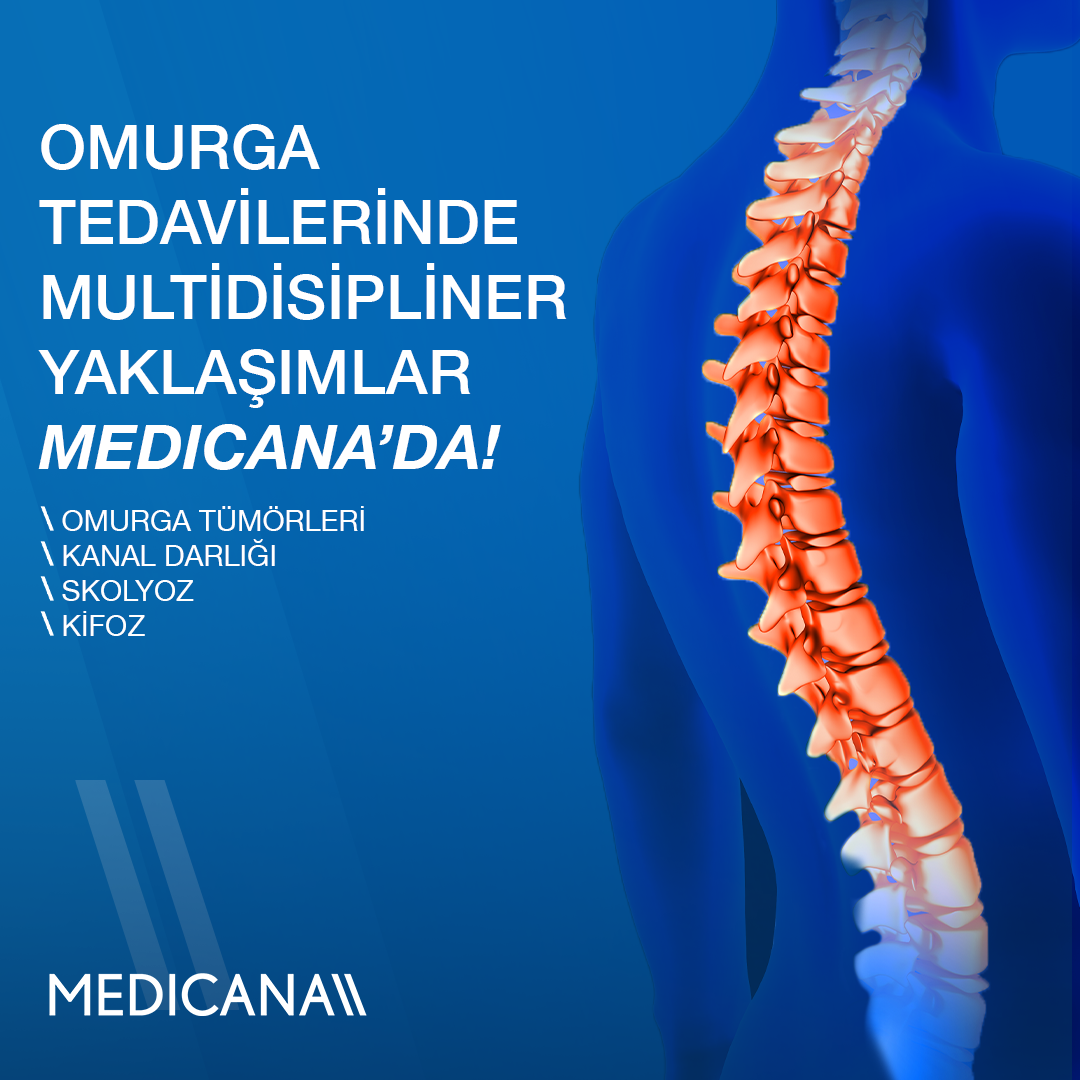 OMURGA
TEDAVİLERİNDE
MULTİDİSİPLİNER
YAKLAŞIMLAR
MEDICANA'DA!
\ OMURGA TÜMÖRLERİ
\ KANAL DARLIĞI
\ SKOLYOZ
\ KİFOZ
MEDICANA\\